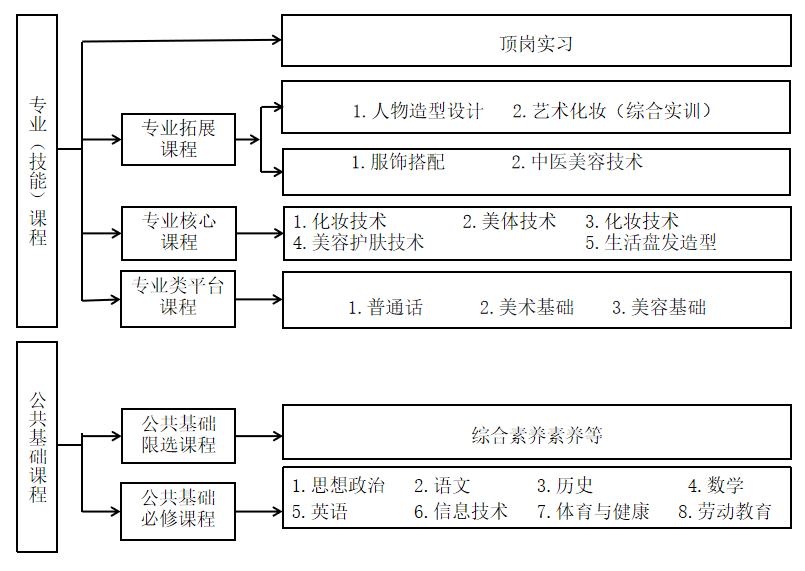 专业（技能）课程
顶岗实习
专业拓展
课程
1.人物造型设计 2.艺术化妆（综合实训）
1.服饰搭配 2.中医美容技术
专业核心
课程
1.化妆技术 2.美体技术 3.化妆技术
4.美容护肤技术 5.生活盘发造型
专业类平台
课程
1.普通话 2.美术基础 3.美容基础
公共基础课程
公共基础
限选课程
综合素养素养等
公共基础
必修课程
1.思想政治 2.语文 3.历史 4.数学
5.英语 6.信息技术 7.体育与健康 8.劳动教育